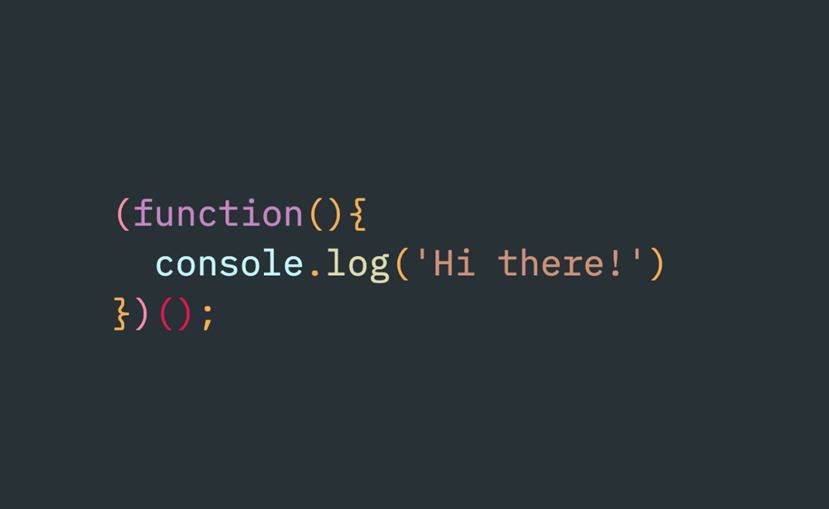 (function(){
  console.log('Hi there!')
})();